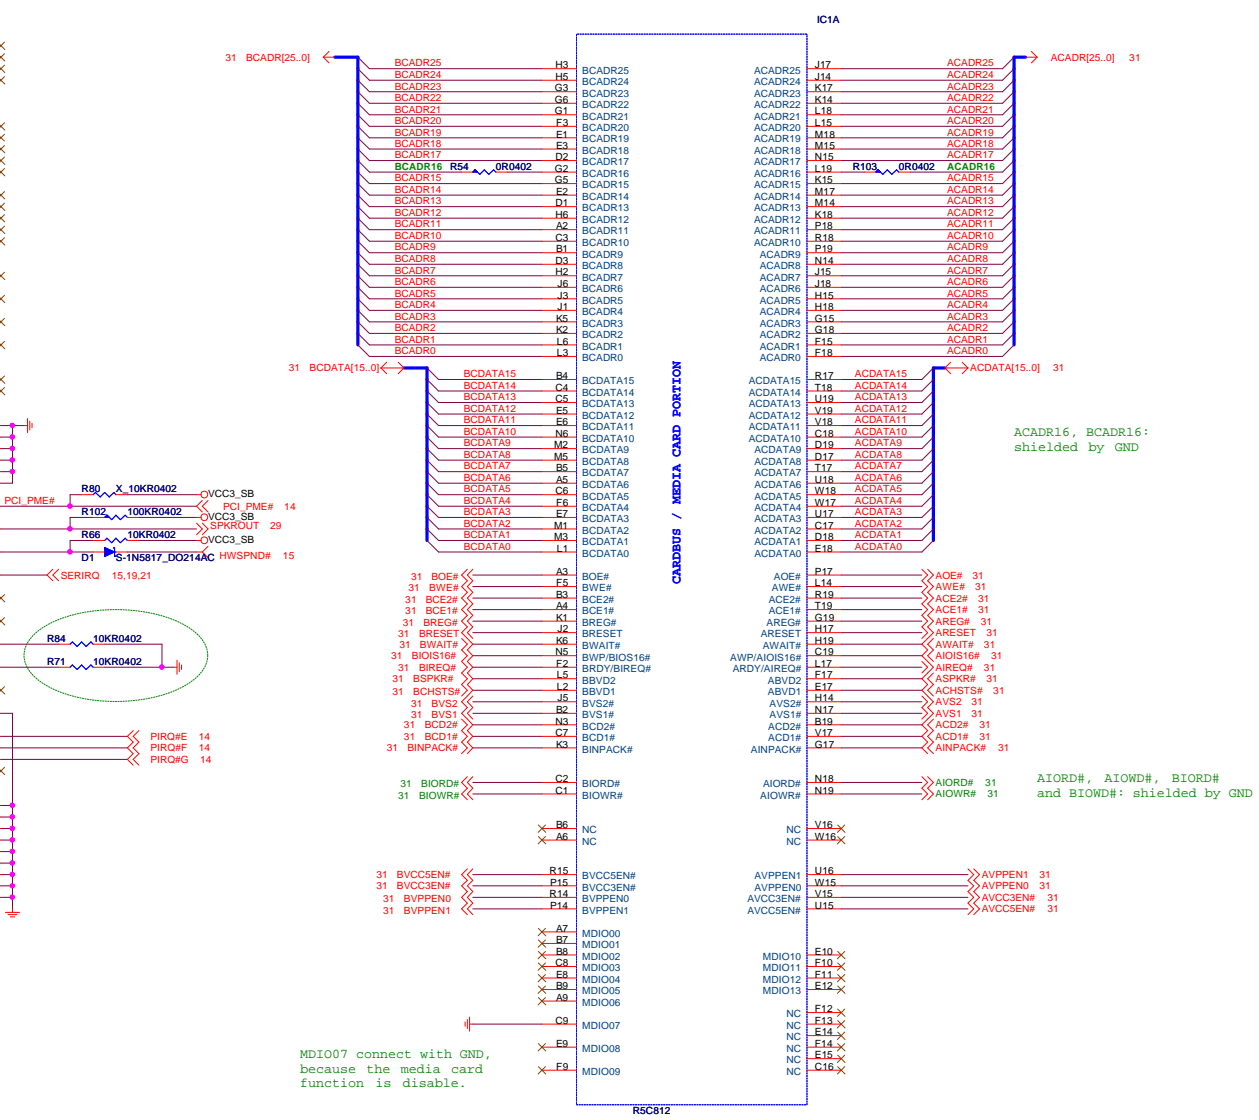 IC1A
31 BCADR[25..0]
BCADR25 H3 BCADR25
BCADR24 H5 BCADR24
BCADR23 G3 BCADR23
BCADR22 G6 BCADR22
BCADR21 G1 BCADR21
BCADR20 F3 BCADR20
BCADR19 E1 BCADR19
BCADR18 E3 BCADR18
BCADR17 D2 BCADR17
BCADR16 R54 0R0402 G2 BCADR16
BCADR15 G5 BCADR15
BCADR14 E2 BCADR14
BCADR13 D1 BCADR13
BCADR12 H6 BCADR12
BCADR11 A2 BCADR11
BCADR10 C3 BCADR10
BCADR9 B1 BCADR9
BCADR8 D3 BCADR8
BCADR7 H2 BCADR7
BCADR6 J6 BCADR6
BCADR5 J3 BCADR5
BCADR4 J1 BCADR4
BCADR3 K5 BCADR3
BCADR2 K2 BCADR2
BCADR1 L6 BCADR1
BCADR0 L3 BCADR0
31 BCDATA[15..0]
BCDATA15 B4 BCDATA15
BCDATA14 C4 BCDATA14
BCDATA13 C5 BCDATA13
BCDATA12 E5 BCDATA12
BCDATA11 E6 BCDATA11
BCDATA10 N6 BCDATA10
BCDATA9 M2 BCDATA9
BCDATA8 M5 BCDATA8
BCDATA7 B5 BCDATA7
BCDATA6 A5 BCDATA6
BCDATA5 C6 BCDATA5
BCDATA4 F6 BCDATA4
BCDATA3 E7 BCDATA3
BCDATA2 M1 BCDATA2
BCDATA1 M3 BCDATA1
BCDATA0 L1 BCDATA0
31 BOE# A3 BOE#
31 BWE# F5 BWE#
31 BCE2# B3 BCE2#
31 BCE1# A4 BCE1#
31 BREG# K1 BREG#
31 BRESET J2 BRESET
31 BWAIT# K6 BWAIT#
31 BIOIS16# N5 BWP/BIOS16#
31 BIREQ# F2 BRDY/BIREQ#
31 BSPKR# L5 BBVD2
31 BCHSTS# L2 BBVD1
31 BVS2 J5 BVS2#
31 BVS1 B2 BVS1#
31 BCD2# N3 BCD2#
31 BCD1# C7 BCD1#
31 BINPACK# K3 BINPACK#
31 BIORD# C2 BIORD#
31 BIOWR# C1 BIOWR#
B6 NC
A6 NC
31 BVCC5EN# R15 BVCC5EN#
31 BVCC3EN# P15 BVCC3EN#
31 BVPPEN0 R14 BVPPEN0
31 BVPPEN1 P14 BVPPEN1
A7 MDIO00
B7 MDIO01
B8 MDIO02
C8 MDIO03
E8 MDIO04
B9 MDIO05
A9 MDIO06
C9 MDIO07
E9 MDIO08
F9 MDIO09
MDIO07 connect with GND,
because the media card
function is disable.
CARDBUS / MEDIA CARD PORTION
R5C812
ACADR[25..0] 31
ACADR25 J17 ACADR25
ACADR24 J14 ACADR24
ACADR23 K17 ACADR23
ACADR22 K14 ACADR22
ACADR21 L18 ACADR21
ACADR20 L15 ACADR20
ACADR19 M18 ACADR19
ACADR18 M15 ACADR18
ACADR17 N15 ACADR17
ACADR16 L19 R103 0R0402 ACADR16
ACADR15 K15 ACADR15
ACADR14 M17 ACADR14
ACADR13 M14 ACADR13
ACADR12 K18 ACADR12
ACADR11 P18 ACADR11
ACADR10 R18 ACADR10
ACADR9 P19 ACADR9
ACADR8 N14 ACADR8
ACADR7 J15 ACADR7
ACADR6 J18 ACADR6
ACADR5 H15 ACADR5
ACADR4 H18 ACADR4
ACADR3 G15 ACADR3
ACADR2 G18 ACADR2
ACADR1 F15 ACADR1
ACADR0 F18 ACADR0
ACDATA[15..0] 31
ACDATA15 R17 ACDATA15
ACDATA14 T18 ACDATA14
ACDATA13 U19 ACDATA13
ACDATA12 V19 ACDATA12
ACDATA11 V18 ACDATA11
ACDATA10 C18 ACDATA10
ACDATA9 D19 ACDATA9
ACDATA8 D17 ACDATA8
ACDATA7 T17 ACDATA7
ACDATA6 U18 ACDATA6
ACDATA5 W18 ACDATA5
ACDATA4 W17 ACDATA4
ACDATA3 U17 ACDATA3
ACDATA2 C17 ACDATA2
ACDATA1 D18 ACDATA1
ACDATA0 E18 ACDATA0
ACADR16, BCADR16:
shielded by GND
AOE# P17 AOE# 31
AWE# L14 AWE# 31
ACE2# R19 ACE2# 31
ACE1# T19 ACE1# 31
AREG# G19 AREG# 31
ARESET H17 ARESET 31
AWAIT# H19 AWAIT# 31
AWP/AIOIS16# C19 AIOIS16# 31
ARDY/AIREQ# L17 AIREQ# 31
ABVD2 F17 ASPKR# 31
ABVD1 E17 ACHSTS# 31
AVS2# H14 AVS2 31
AVS1# N17 AVS1 31
ACD2# B19 ACD2# 31
ACD1# V17 ACD1# 31
AINPACK# G17 AINPACK# 31
AIORD# N18 AIORD# 31
AIOWR# N19 AIOWR# 31
AIORD#, AIOWD#, BIORD#
and BIOWD#: shielded by GND
NC V16
NC W16
AVPPEN1 U16 AVPPEN1 31
AVPPEN0 W15 AVPPEN0 31
AVCC3EN# V15 AVCC3EN# 31
AVCC5EN# U15 AVCC5EN# 31
MDIO10 E10
MDIO11 F10
MDIO12 F11
MDIO13 E12
NC F12
NC F13
NC E14
NC F14
NC E15
NC C16
R80 X_10KR0402 VCC3_SB
PCI_PME# PCI_PME# 14
R102 100KR0402 VCC3_SB
SPKROUT 29
R66 10KR0402 VCC3_SB
D1 S-1N5817_DO214AC HWSPND# 15
SERIRQ 15,19,21
R84 10KR0402
R71 10KR0402
PIRQ#E 14
PIRQ#F 14
PIRQ#G 14